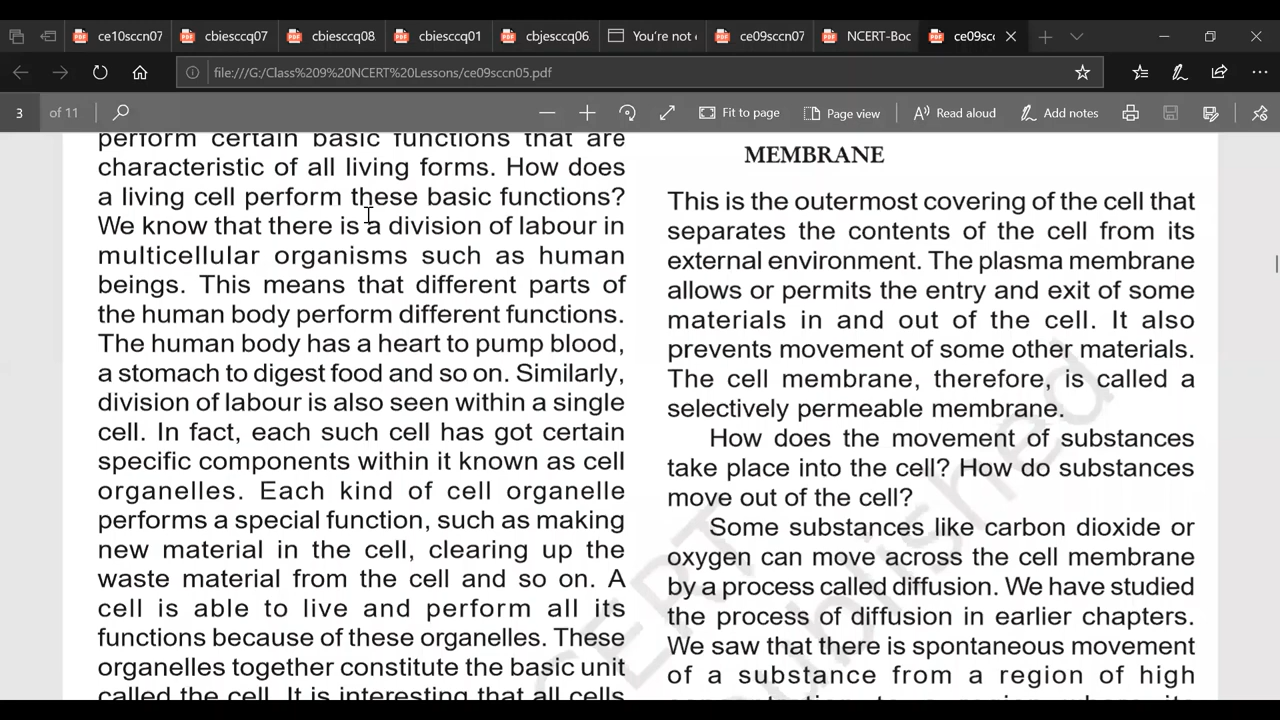 ce10sccn07
cbiesccq07
cbiesccq08
cbiesccq01
cbjesccq06
You're not
ce09sccn07
NCERT-Boc
ce09scc
file:///G:/Class%209%20NCERT%20Lessons/ce09sccn05.pdf
3 of 11
Fit to page
Page view
Read aloud
Add notes
perform certain basic functions that are
characteristic of all living forms. How does
a living cell perform these basic functions?
We know that there is a division of labour in
multicellular organisms such as human
beings. This means that different parts of
the human body perform different functions.
The human body has a heart to pump blood,
a stomach to digest food and so on. Similarly,
division of labour is also seen within a single
cell. In fact, each such cell has got certain
specific components within it known as cell
organelles. Each kind of cell organelle
performs a special function, such as making
new material in the cell, clearing up the
waste material from the cell and so on. A
cell is able to live and perform all its
functions because of these organelles. These
organelles together constitute the basic unit
called the cell. It is interesting that all cells
MEMBRANE
This is the outermost covering of the cell that
separates the contents of the cell from its
external environment. The plasma membrane
allows or permits the entry and exit of some
materials in and out of the cell. It also
prevents movement of some other materials.
The cell membrane, therefore, is called a
selectively permeable membrane.
How does the movement of substances
take place into the cell? How do substances
move out of the cell?
Some substances like carbon dioxide or
oxygen can move across the cell membrane
by a process called diffusion. We have studied
the process of diffusion in earlier chapters.
We saw that there is spontaneous movement
of a substance from a region of high
concentration to a region where its